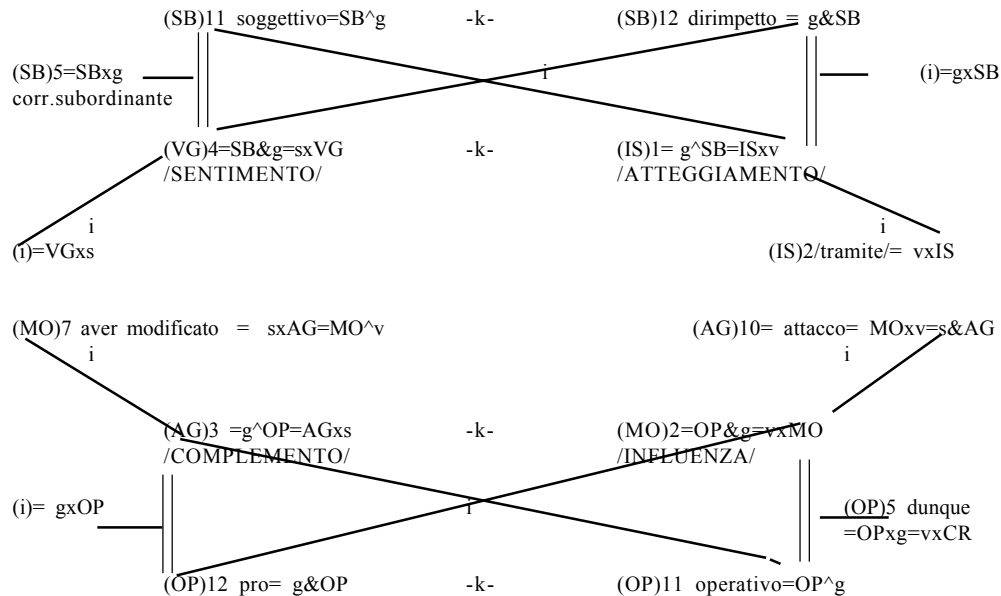 (SB)11 soggettivo=SB^g -k- (SB)12 dirimpetto = g&SB
(SB)5=SBxg i (i)=gxSB
corr.subordinante
(VG)4=SB&g=sxVG -k- (IS)1= g^SB=ISxv
/SENTIMENTO/ /ATTEGGIAMENTO/
i i
(i)=VGxs (IS)2/tramite/= vxIS
(MO)7 aver modificato = sxAG=MO^v (AG)10= attacco= MOxv=s&AG
i i
(AG)3 =g^OP=AGxs -k- (MO)2=OP&g=vxMO
/COMPLEMENTO/ /INFLUENZA/
(i)= gxOP i (OP)5 dunque
=OPxg=vxCR
(OP)12 pro= g&OP -k- (OP)11 operativo=OP^g